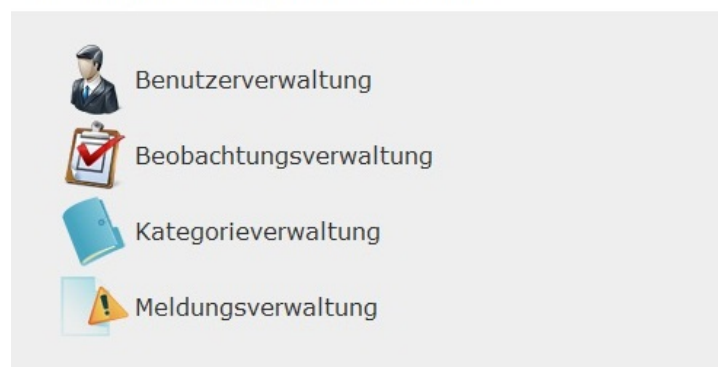 Benutzerverwaltung
Beobachtungsverwaltung
Kategorieverwaltung
Meldungsverwaltung